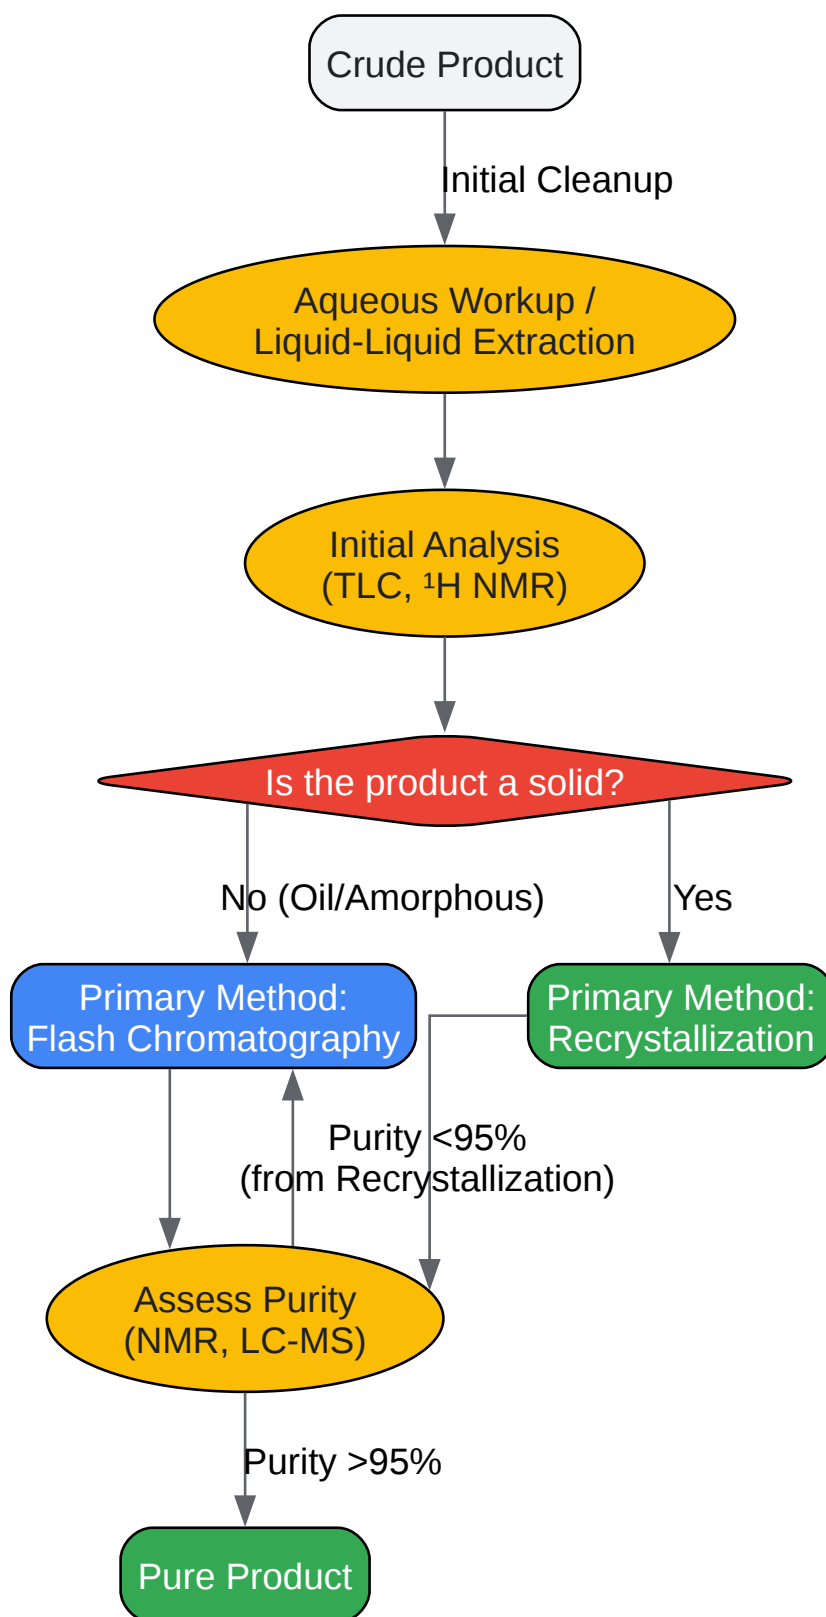 Crude Product
Initial Cleanup
Aqueous Workup /
Liquid-Liquid Extraction
Initial Analysis
(TLC, ¹H NMR)
Is the product a solid?
No (Oil/Amorphous)
Yes
Primary Method:
Flash Chromatography
Primary Method:
Recrystallization
Purity <95%
(from Recrystallization)
Assess Purity
(NMR, LC-MS)
Purity >95%
Pure Product